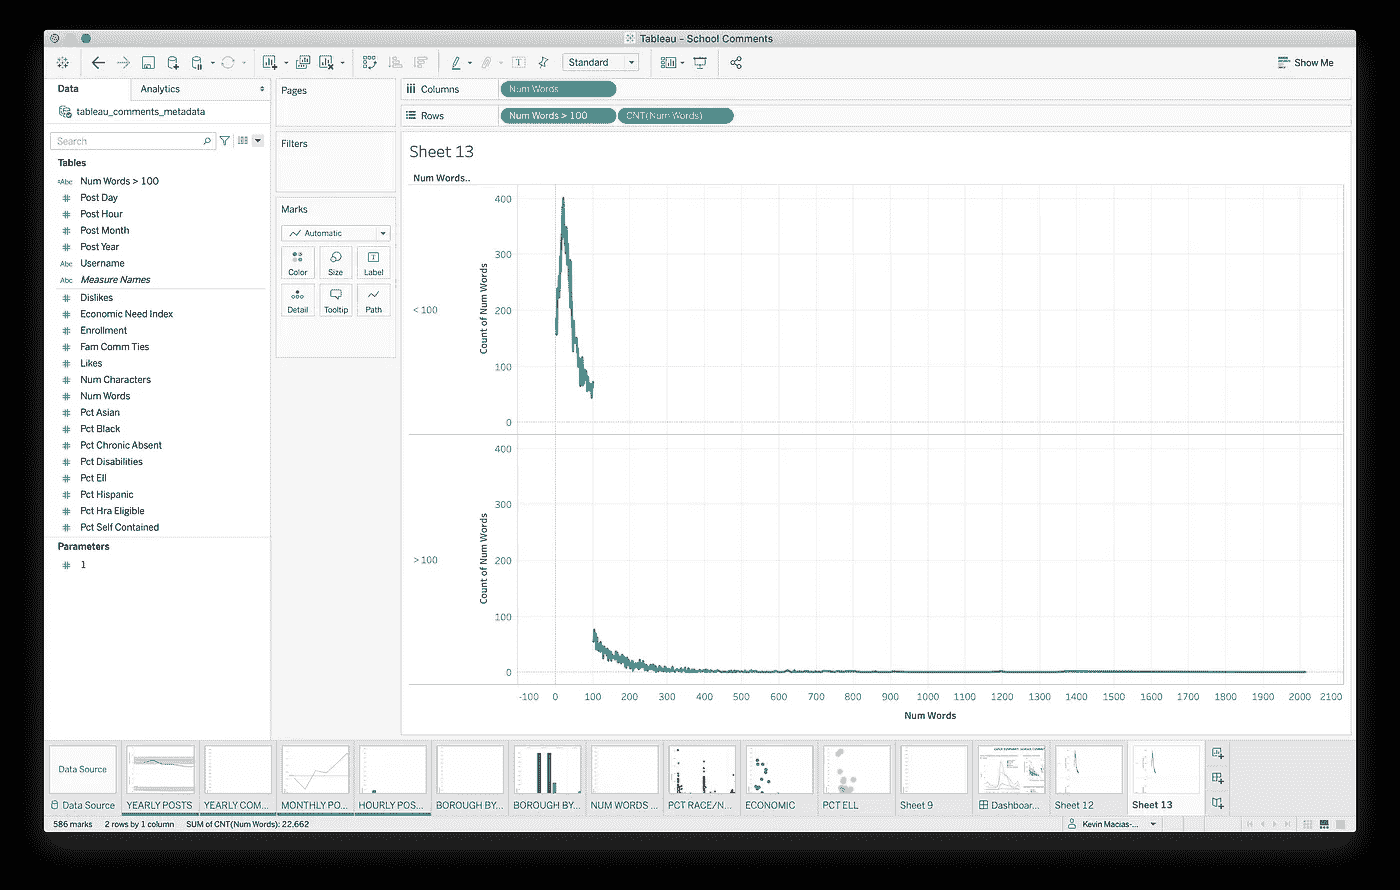 Tableau - School Comments
Standard
Show Me
Data
Analytics
tableau_comments_metadata
Search
Tables
Abc Num Words > 100
# Post Day
# Post Hour
# Post Month
# Post Year
Abc Username
Abc Measure Names
# Dislikes
# Economic Need Index
# Enrollment
# Fam Comm Ties
# Likes
# Num Characters
# Num Words
# Pct Asian
# Pct Black
# Pct Chronic Absent
# Pct Disabilities
# Pct Ell
# Pct Hispanic
# Pct Hra Eligible
# Pct Self Contained
Parameters
# 1
Pages
Filters
Marks
Automatic
Color Size Label
Detail Tooltip Path
Columns Num Words
Rows Num Words > 100 CNT(Num Words)
Sheet 13
Num Words..
< 100
Count of Num Words
400
300
200
100
0
> 100
Count of Num Words
400
300
200
100
0
-100 0 100 200 300 400 500 600 700 800 900 1000 1100 1200 1300 1400 1500 1600 1700 1800 1900 2000 2100
Num Words
Data Source
Data Source YEARLY POSTS YEARLY COM... MONTHLY PO... HOURLY POS... BOROUGH BY... BOROUGH BY... NUM WORDS ... PCT RACE/N... ECONOMIC PCT ELL Sheet 9 Dashboar... Sheet 12 Sheet 13
586 marks 2 rows by 1 column SUM of CNT(Num Words): 22,662
Kevin Macias-...